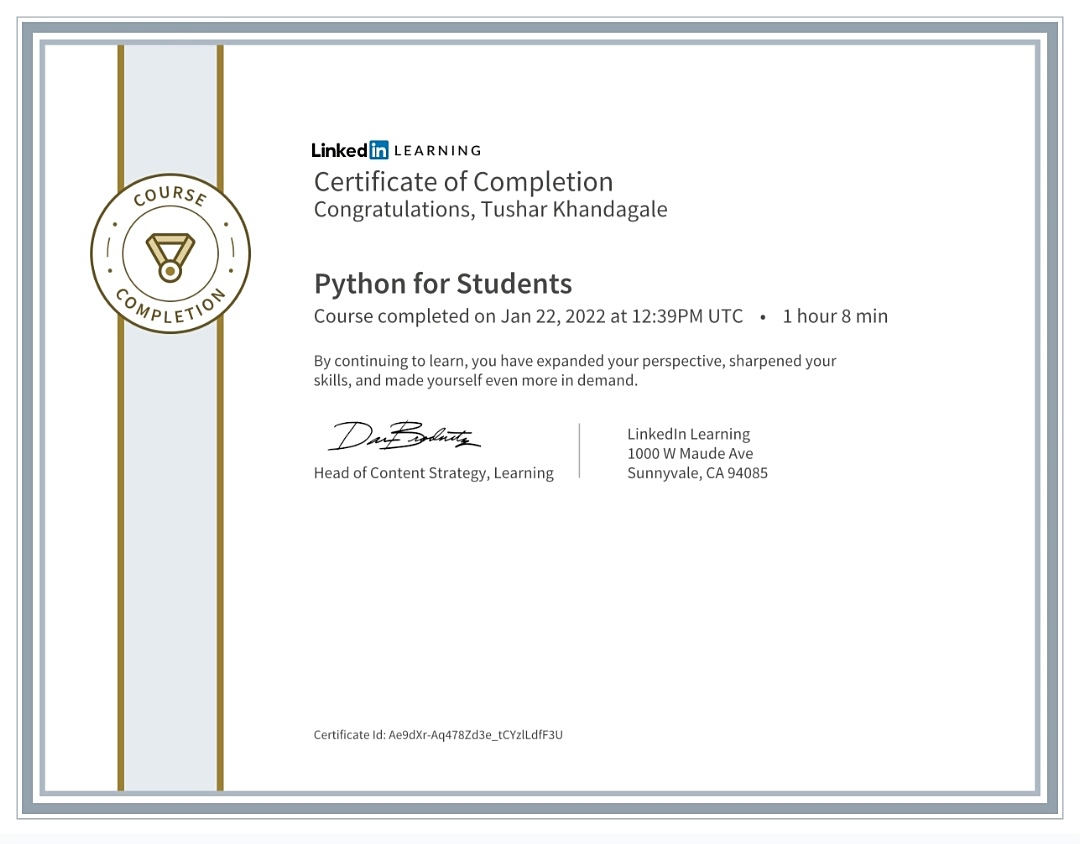 COURSE
COMPLETION
Linked in LEARNING
Certificate of Completion
Congratulations, Tushar Khandagale
Python for Students
Course completed on Jan 22, 2022 at 12:39PM UTC • 1 hour 8 min
By continuing to learn, you have expanded your perspective, sharpened your
skills, and made yourself even more in demand.
Head of Content Strategy, Learning
LinkedIn Learning
1000 W Maude Ave
Sunnyvale, CA 94085
Certificate Id: Ae9dXr-Aq478Zd3e_tCYzlLdfF3U